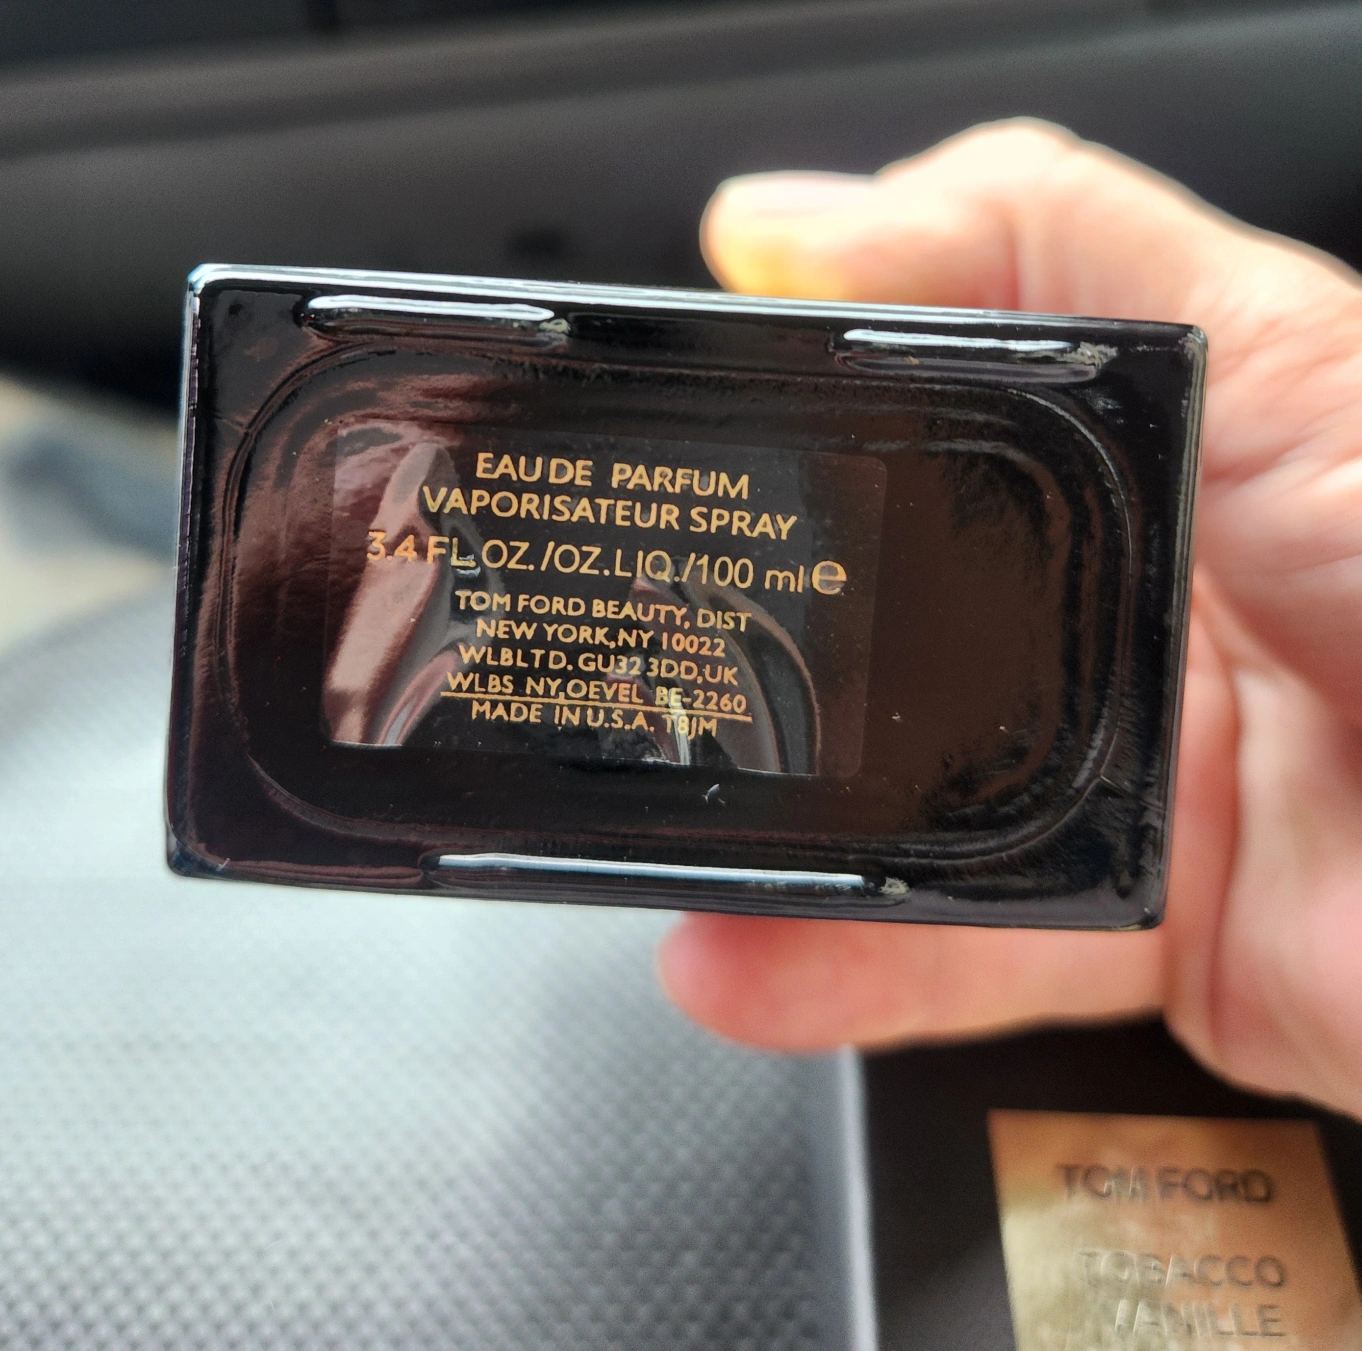 EAU DE PARFUM
VAPORISATEUR SPRAY
3.4 FL OZ./OZ.LIQ./100 ml e
TOM FORD BEAUTY, DIST
NEW YORK,NY 10022
WLBLTD. GU32 3DD,UK
WLBS NY,OEVEL BE-2260
MADE IN U.S.A. T8JM
TOM FORD
TOBACCO
VANILLE